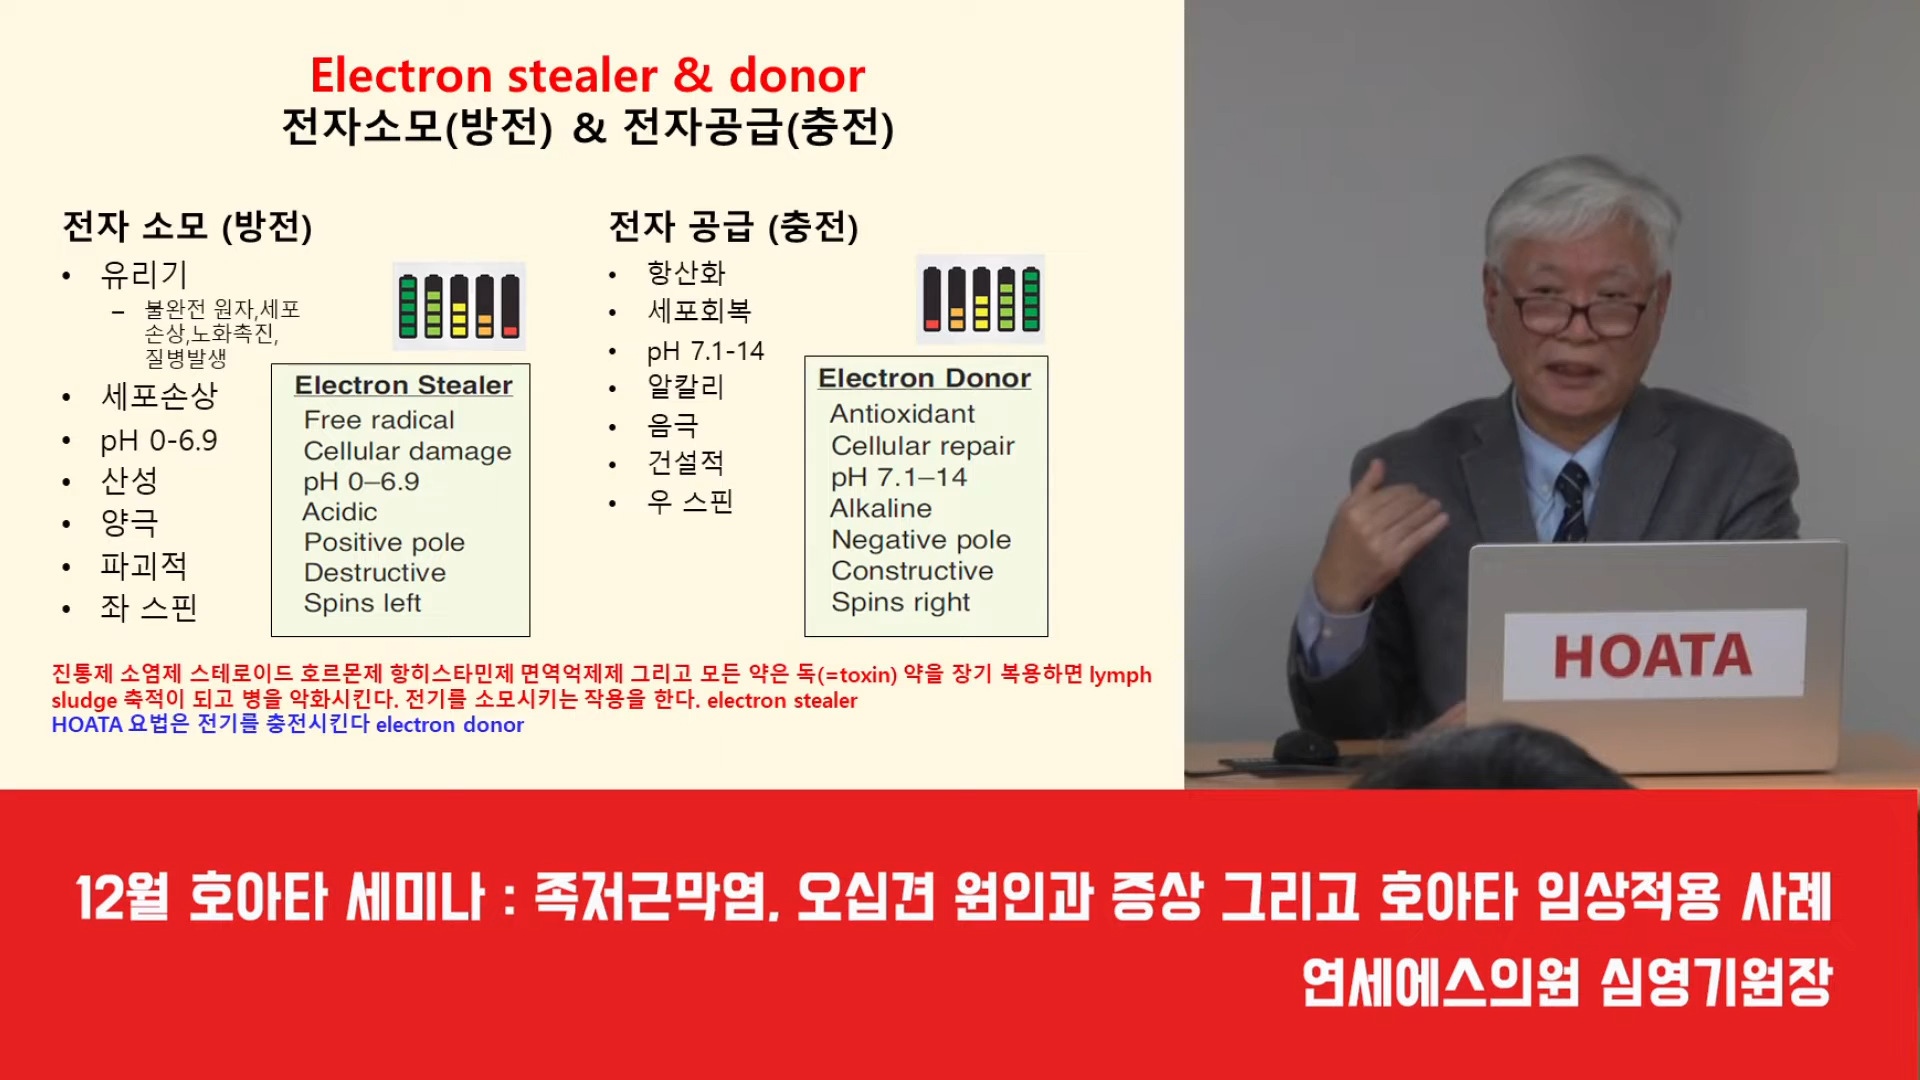 Electron stealer & donor
전자소모(방전) & 전자공급(충전)
전자 소모 (방전)
• 유리기
– 불완전 원자,세포
손상,노화촉진,
질병발생
• 세포손상
• pH 0-6.9
• 산성
• 양극
• 파괴적
• 좌 스핀
Electron Stealer
Free radical
Cellular damage
pH 0–6.9
Acidic
Positive pole
Destructive
Spins left
전자 공급 (충전)
• 항산화
• 세포회복
• pH 7.1-14
• 알칼리
• 음극
• 건설적
• 우 스핀
Electron Donor
Antioxidant
Cellular repair
pH 7.1–14
Alkaline
Negative pole
Constructive
Spins right
진통제 소염제 스테로이드 호르몬제 항히스타민제 면역억제제 그리고 모든 약은 독(=toxin) 약을 장기 복용하면 lymph
sludge 축적이 되고 병을 악화시킨다. 전기를 소모시키는 작용을 한다. electron stealer
HOATA 요법은 전기를 충전시킨다 electron donor
HOATA
12월 호아타 세미나 : 족저근막염, 오십견 원인과 증상 그리고 호아타 임상적용 사례
연세에스의원 심영기원장